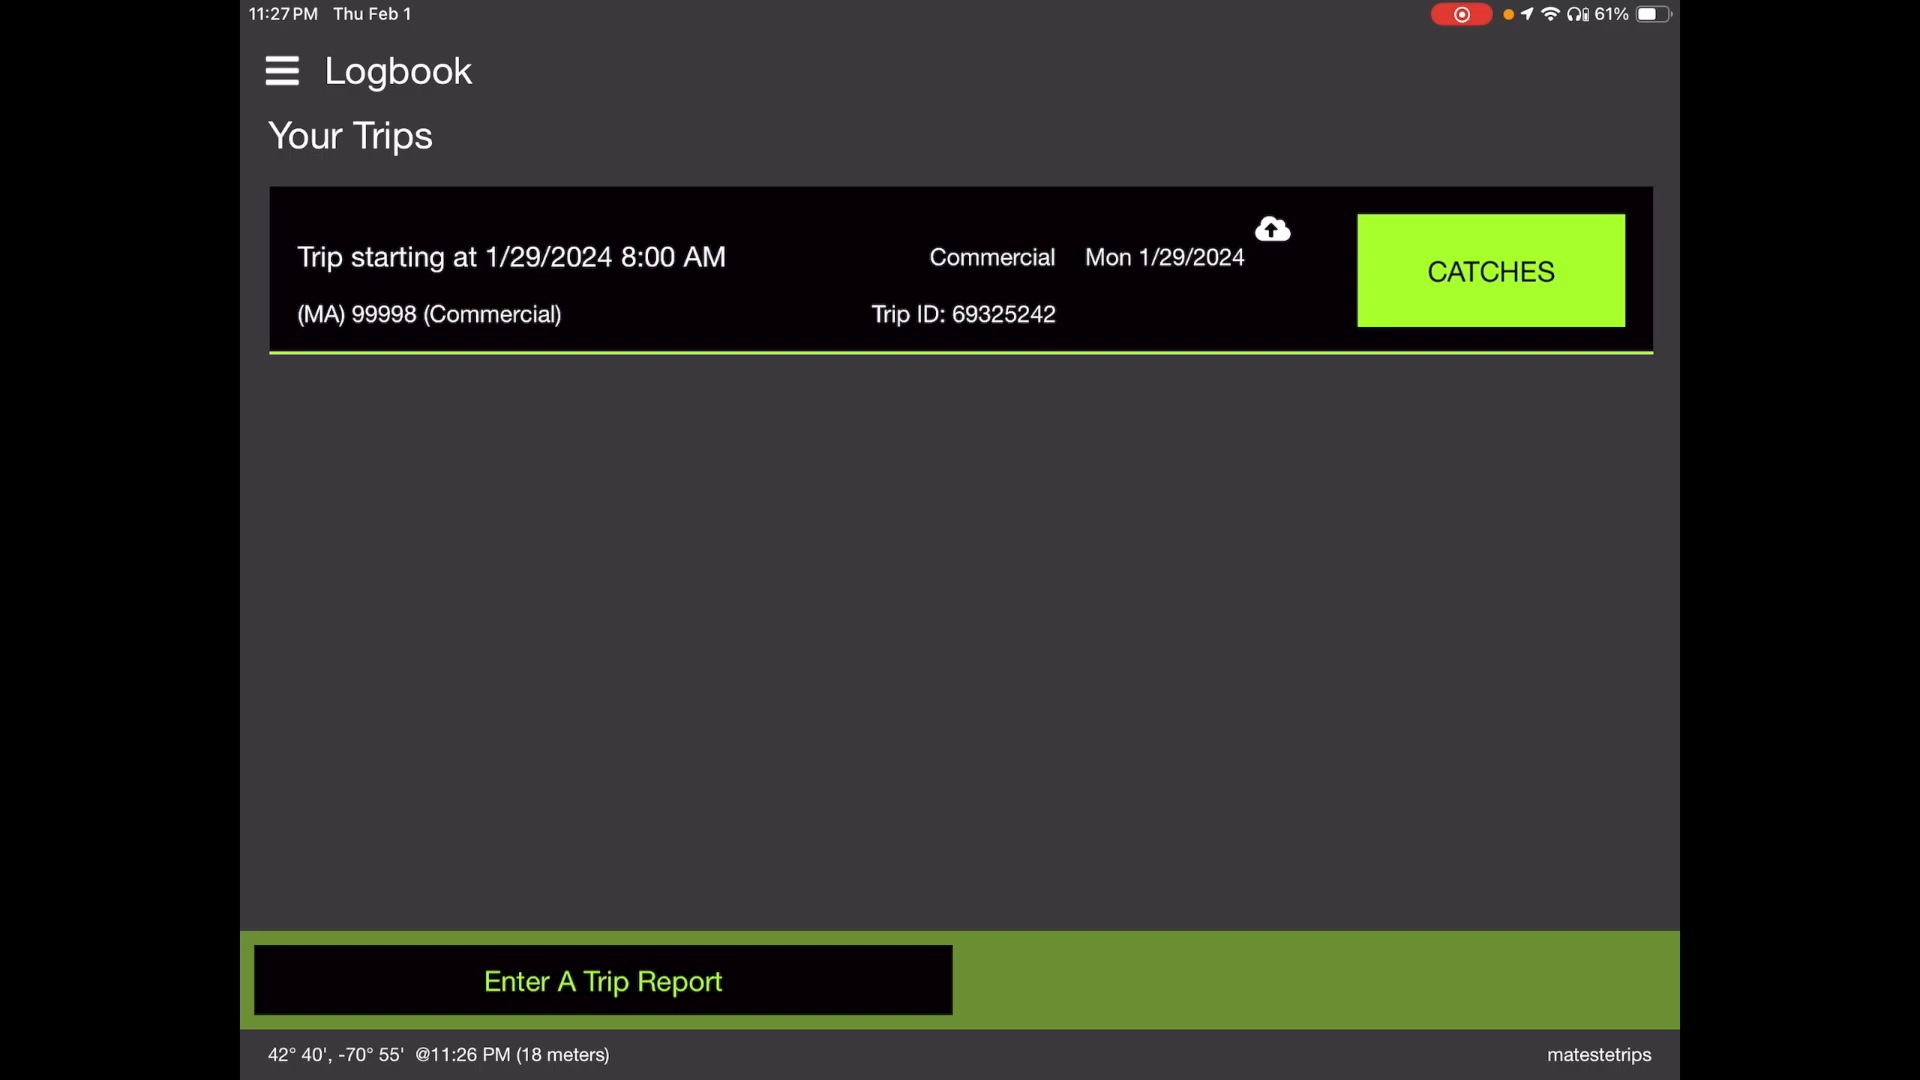 11:27 PM Thu Feb 1
61%
Logbook
Your Trips
Trip starting at 1/29/2024 8:00 AM
Commercial Mon 1/29/2024
(MA) 99998 (Commercial)
Trip ID: 69325242
CATCHES
Enter A Trip Report
42° 40', -70° 55' @11:26 PM (18 meters)
matestetrips